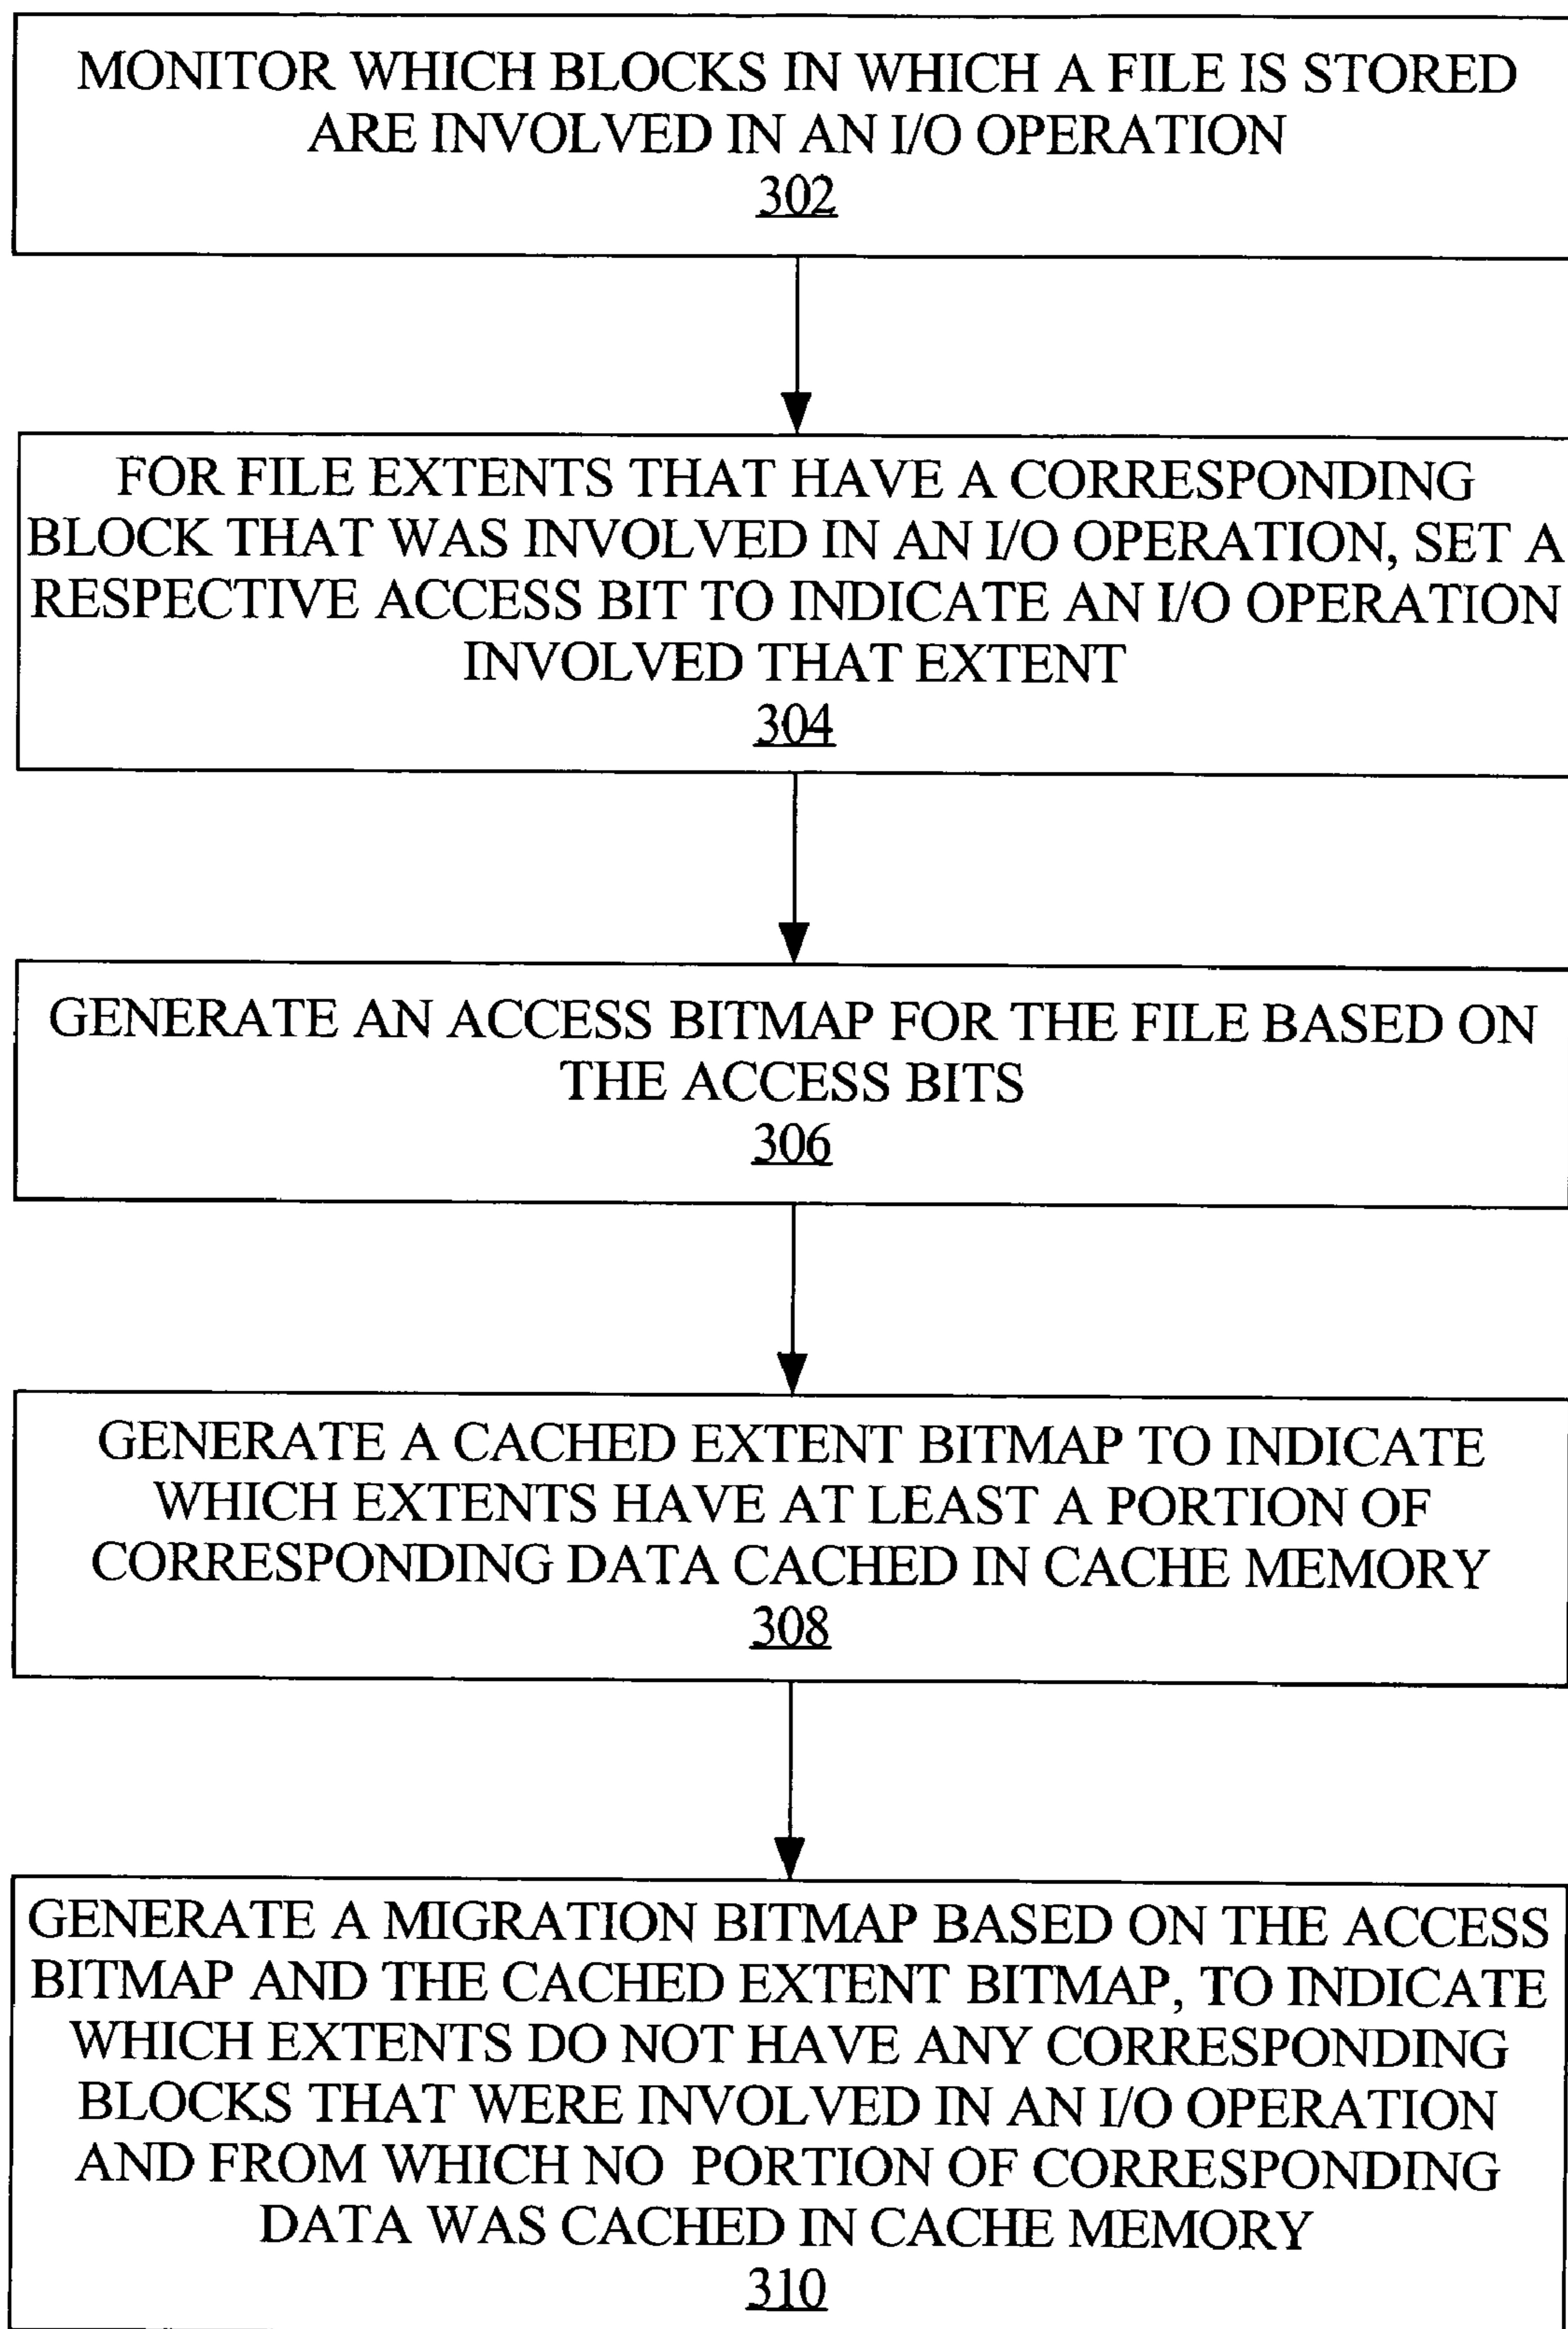 MONITOR WHICH BLOCKS IN WHICH A FILE IS STORED
ARE INVOLVED IN AN I/O OPERATION
302
FOR FILE EXTENTS THAT HAVE A CORRESPONDING
BLOCK THAT WAS INVOLVED IN AN I/O OPERATION, SET A
RESPECTIVE ACCESS BIT TO INDICATE AN I/O OPERATION
INVOLVED THAT EXTENT
304
GENERATE AN ACCESS BITMAP FOR THE FILE BASED ON
THE ACCESS BITS
306
GENERATE A CACHED EXTENT BITMAP TO INDICATE
WHICH EXTENTS HAVE AT LEAST A PORTION OF
CORRESPONDING DATA CACHED IN CACHE MEMORY
308
GENERATE A MIGRATION BITMAP BASED ON THE ACCESS
BITMAP AND THE CACHED EXTENT BITMAP, TO INDICATE
WHICH EXTENTS DO NOT HAVE ANY CORRESPONDING
BLOCKS THAT WERE INVOLVED IN AN I/O OPERATION
AND FROM WHICH NO PORTION OF CORRESPONDING
DATA WAS CACHED IN CACHE MEMORY
310